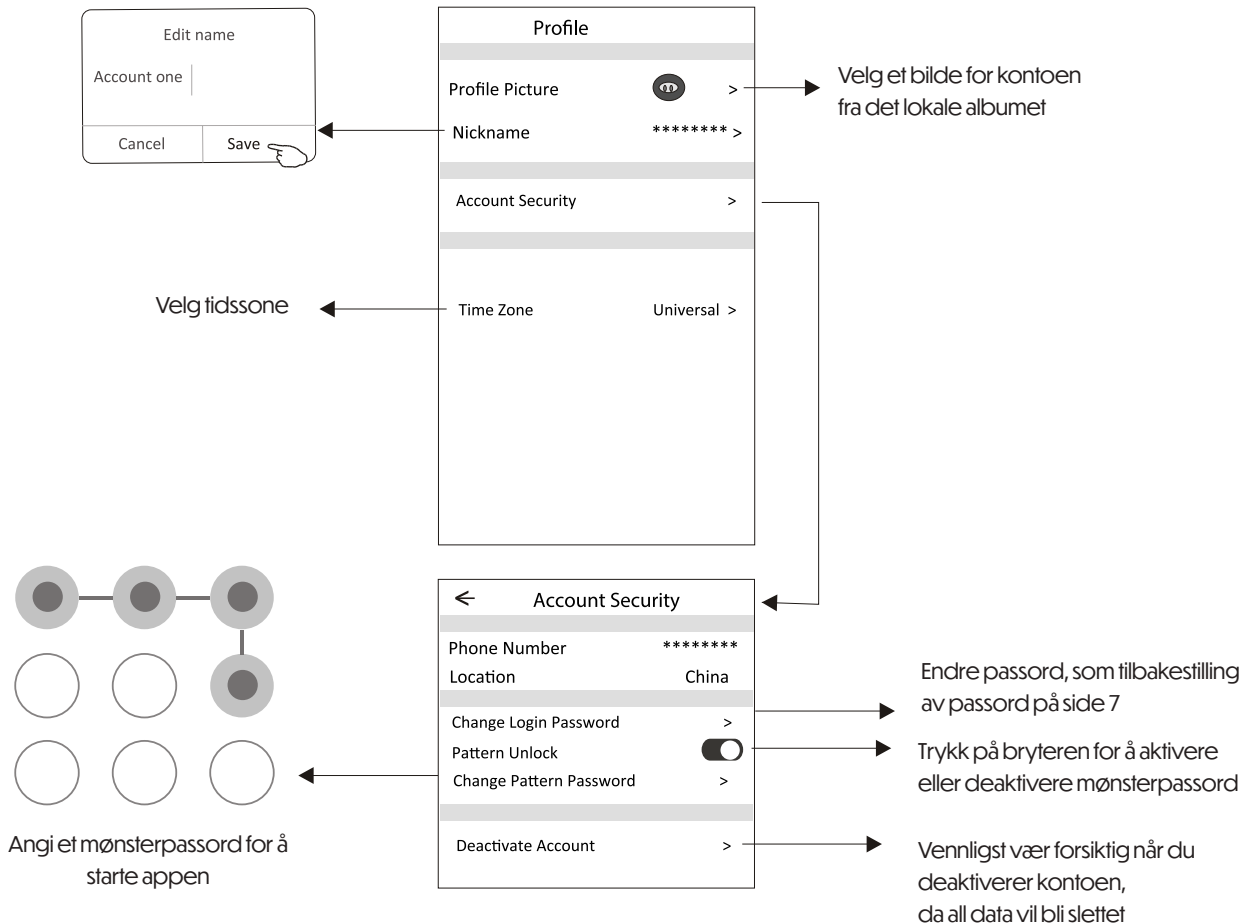 Edit name
Account one
Cancel Save
Profile
Profile Picture >
Nickname ******** >
Account Security >
Time Zone Universal >
Velg et bilde for kontoen
fra det lokale albumet
Velg tidssone
Account Security
Phone Number ********
Location China
Change Login Password >
Pattern Unlock
Change Pattern Password >
Deactivate Account >
Angi et mønsterpassord for å
starte appen
Endre passord, som tilbakestilling
av passord på side 7
Trykk på bryteren for å aktivere
eller deaktivere mønsterpassord
Vennligst vær forsiktig når du
deaktiverer kontoen,
da all data vil bli slettet